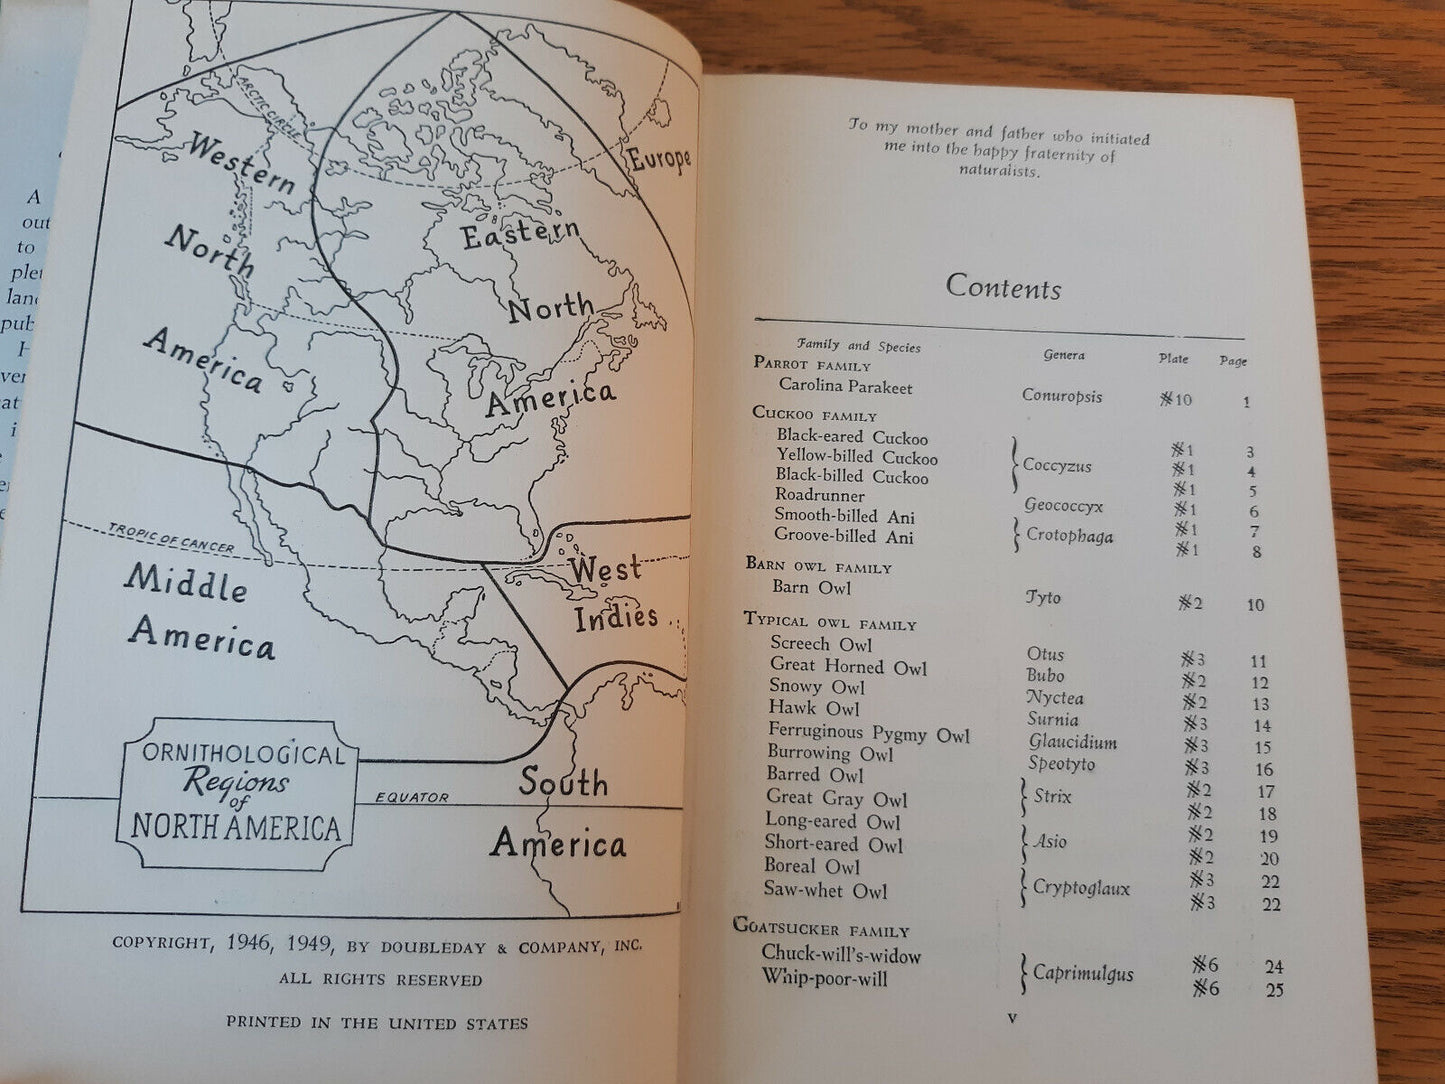 A
out
to
plet
land
pub
ARCTIC CIRCLE
Western
North
America
Eastern
North
America
Europe
TROPIC OF CANCER
Middle
America
West
Indies
ORNITHOLOGICAL
Regions
of
NORTH AMERICA
EQUATOR
South
America
COPYRIGHT, 1946, 1949, BY DOUBLEDAY & COMPANY, INC.
ALL RIGHTS RESERVED
PRINTED IN THE UNITED STATES
To my mother and father who initiated
me into the happy fraternity of
naturalists.
Contents
Family and Species Genera Plate Page
PARROT FAMILY
Carolina Parakeet Conuropsis #10 1
CUCKOO FAMILY
Black-eared Cuckoo #1 3
Yellow-billed Cuckoo Coccyzus #1 4
Black-billed Cuckoo #1 5
Roadrunner Geococcyx #1 6
Smooth-billed Ani Crotophaga #1 7
Groove-billed Ani #1 8
BARN OWL FAMILY
Barn Owl Tyto #2 10
TYPICAL OWL FAMILY
Screech Owl Otus #3 11
Great Horned Owl Bubo #2 12
Snowy Owl Nyctea #2 13
Hawk Owl Surnia #3 14
Ferruginous Pygmy Owl Glaucidium #3 15
Burrowing Owl Speotyto #3 16
Barred Owl Strix #2 17
Great Gray Owl #2 18
Long-eared Owl Asio #2 19
Short-eared Owl #2 20
Boreal Owl Cryptoglaux #3 22
Saw-whet Owl #3 22
GOATSUCKER FAMILY
Chuck-will's-widow Caprimulgus #6 24
Whip-poor-will #6 25
v